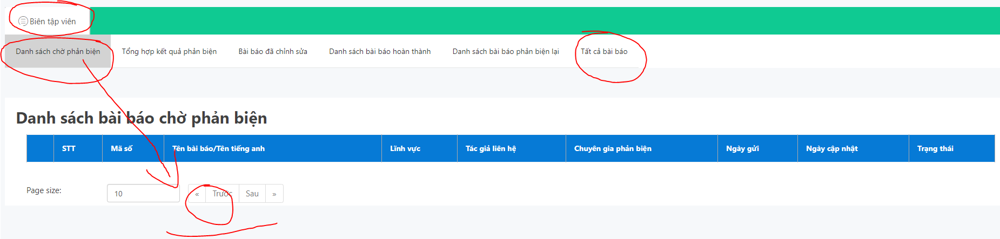 Biên tập viên
Danh sách chờ phản biện Tổng hợp kết quả phản biện Bài báo đã chỉnh sửa Danh sách bài báo hoàn thành Danh sách bài báo phản biện lại Tất cả bài báo
Danh sách bài báo chờ phản biện
STT Mã số Tên bài báo/Tên tiếng anh Lĩnh vực Tác giả liên hệ Chuyên gia phản biện Ngày gửi Ngày cập nhật Trạng thái
Page size: 10 « Trước Sau »